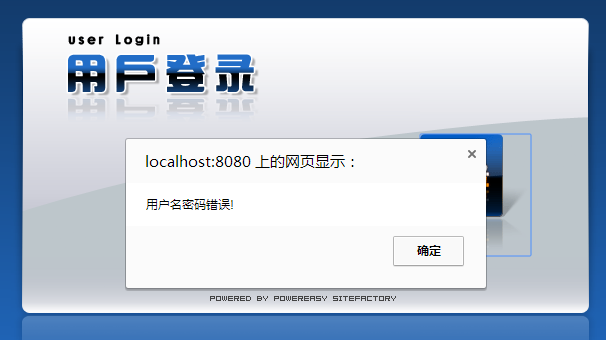 user Login
用戶登录
localhost:8080 上的网页显示：
用户名密码错误!
确定
POWERED BY POWEREASY SITEFACTORY